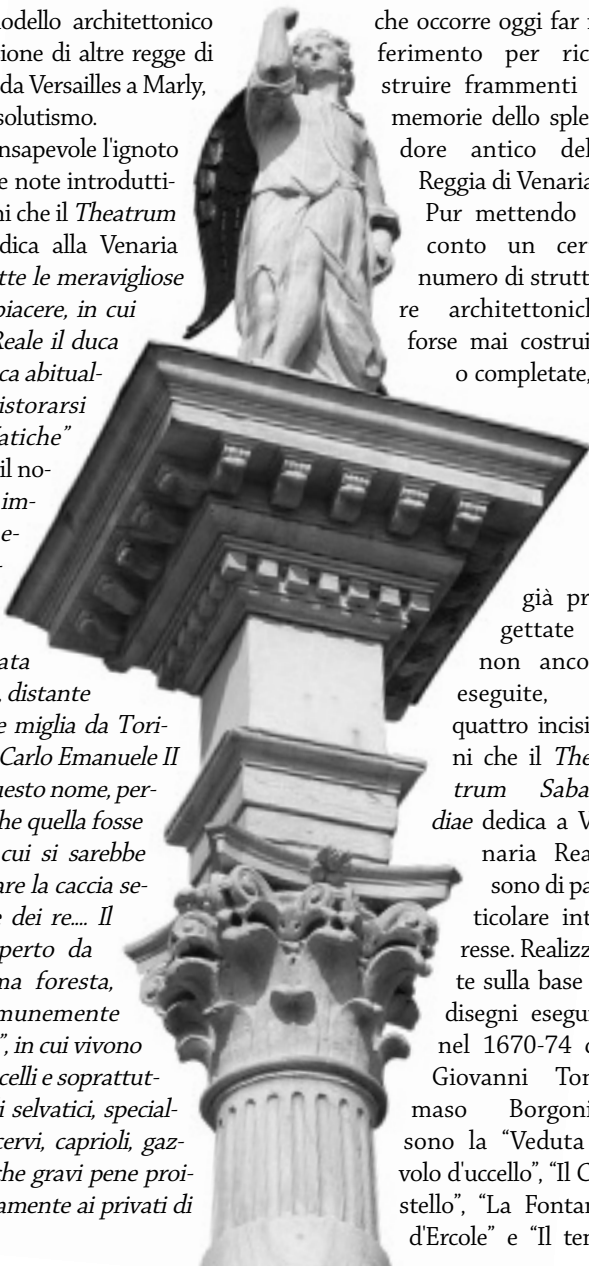 odello architettonico
ione di altre regge di
da Versailles a Marly,
solutismo.
nsapevole l'ignoto
e note introdutti-
ni che il Theatrum
dica alla Venaria
tte le meravigliose
piacere, in cui
Reale il duca
ca abitual-
istorarsi
fatiche”
il no-
im-
e-
-
ata
, distante
e miglia da Tori-
Carlo Emanuele II
uesto nome, per-
he quella fosse
cui si sarebbe
are la caccia se-
e dei re.... Il
perto da
ma foresta,
munemente
”, in cui vivono
celli e soprattut-
i selvatici, special-
cervi, caprioli, gaz-
che gravi pene proi-
amente ai privati di
che occorre oggi far
ferimento per ric
struire frammenti
memorie dello sple
dore antico del
Reggia di Venaria
Pur mettendo
conto un cer
numero di strutt
re architettonich
forse mai costrui
o completate,
già pr
gettate
non anco
eseguite,
quattro incisi
ni che il The
trum Saba
diae dedica a V
naria Rea
sono di pa
ticolare int
resse. Realizz
te sulla base
disegni esegu
nel 1670-74 d
Giovanni Tom
maso Borgoni
sono la “Veduta
volo d'uccello”, “Il C
stello”, “La Fontan
d'Ercole” e “Il ten